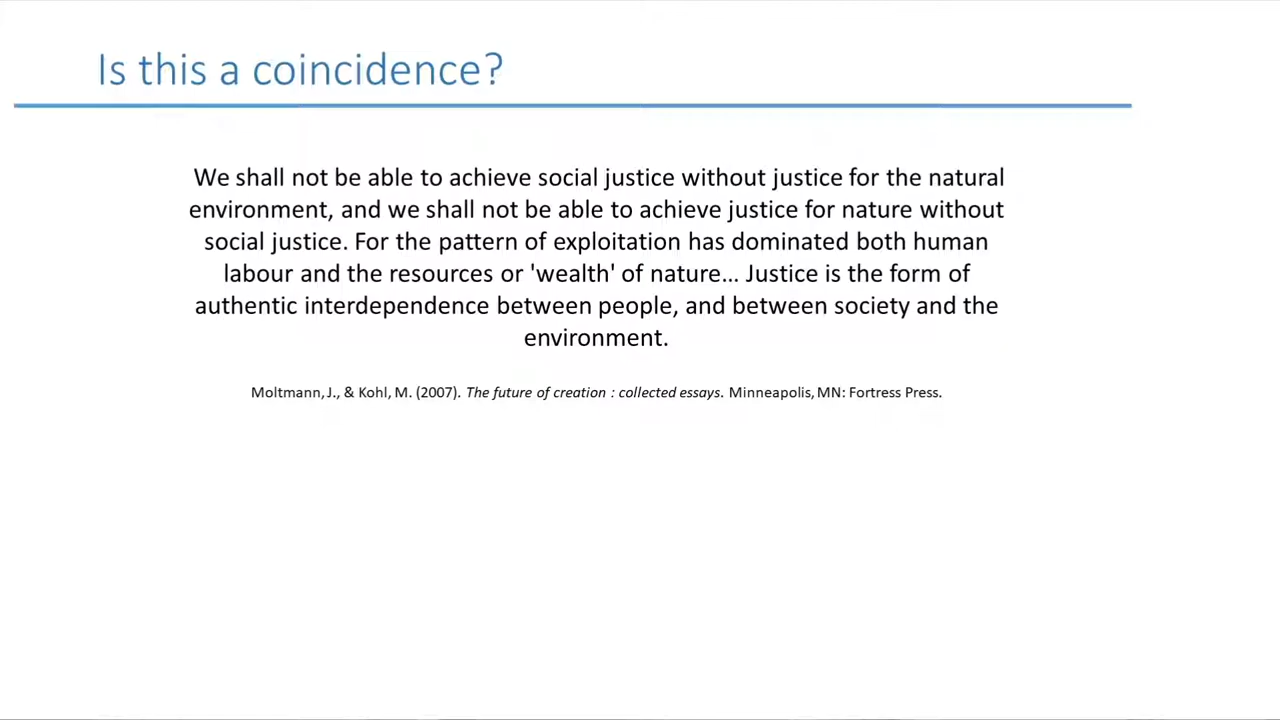 Is this a coincidence?
We shall not be able to achieve social justice without justice for the natural
environment, and we shall not be able to achieve justice for nature without
social justice. For the pattern of exploitation has dominated both human
labour and the resources or 'wealth' of nature... Justice is the form of
authentic interdependence between people, and between society and the
environment.
Moltmann, J., & Kohl, M. (2007). The future of creation : collected essays. Minneapolis, MN: Fortress Press.